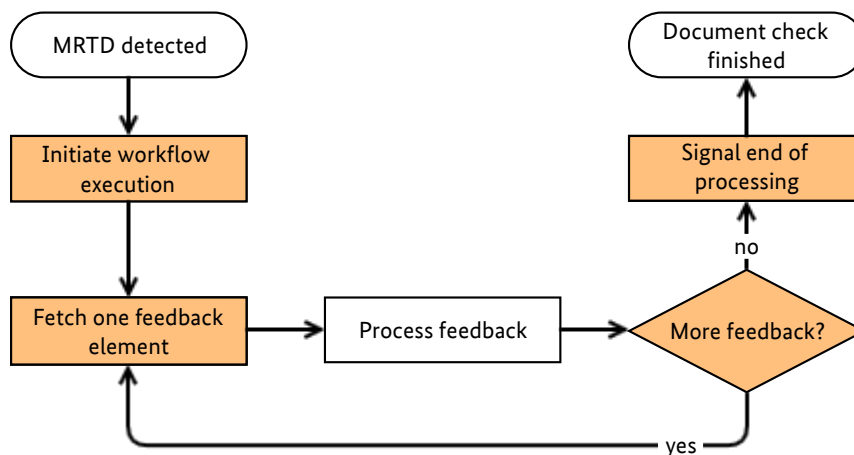 MRTD detected
Document check
finished
Initiate workflow
execution
Signal end of
processing
no
Fetch one feedback
element
Process feedback
More feedback?
yes